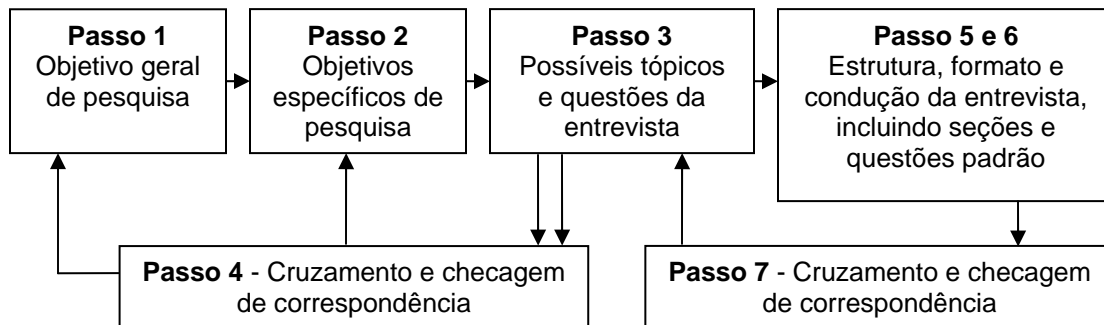 Passo 1
Objetivo geral
de pesquisa
Passo 2
Objetivos
específicos de
pesquisa
Passo 3
Possíveis tópicos
e questões da
entrevista
Passo 5 e 6
Estrutura, formato e
condução da entrevista,
incluindo seções e
questões padrão
Passo 4 - Cruzamento e checagem
de correspondência
Passo 7 - Cruzamento e checagem
de correspondência